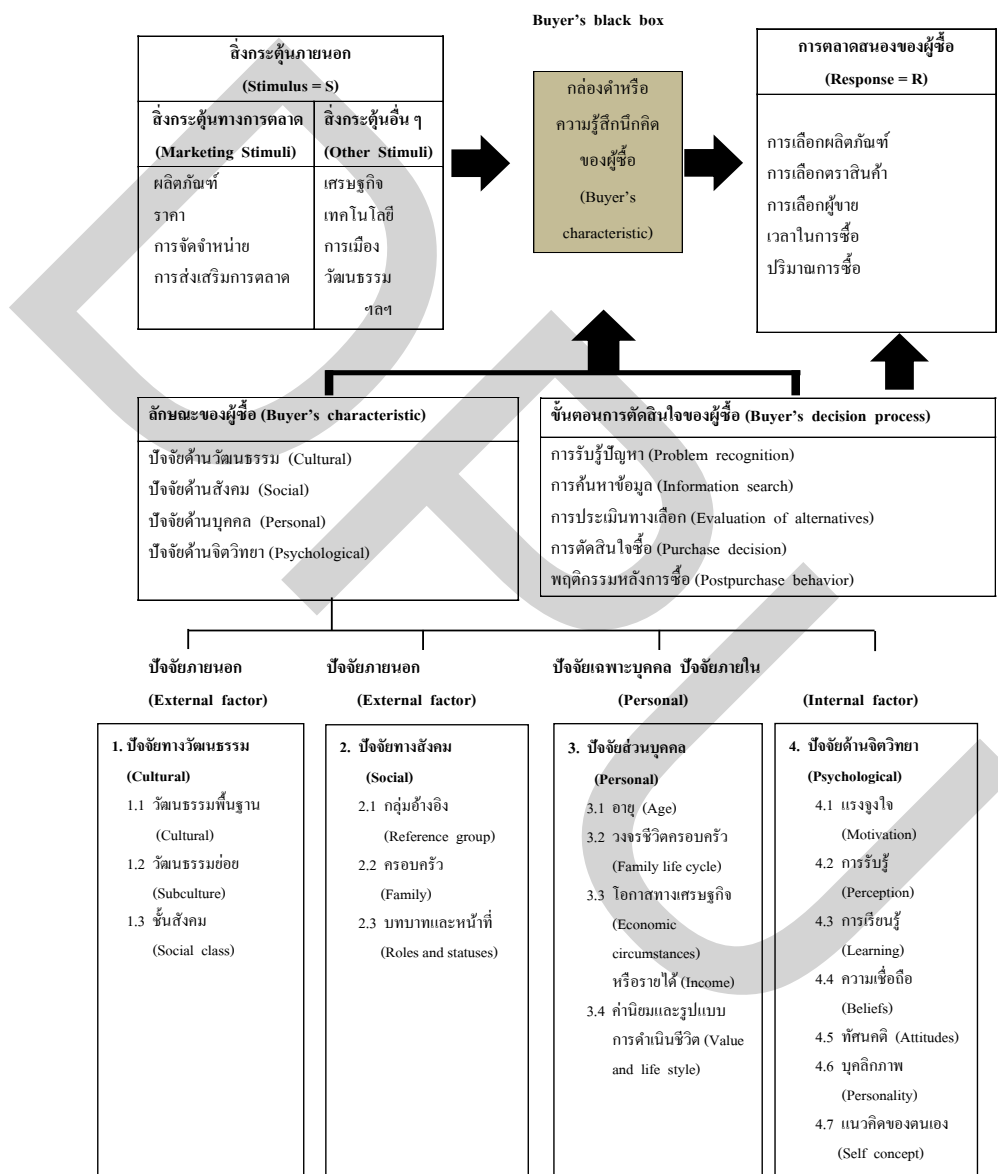 Buyer's black box
สิ่งกระตุ้นภายนอก
(Stimulus = S)
สิ่งกระตุ้นทางการตลาด
(Marketing Stimuli)
สิ่งกระตุ้นอื่น ๆ
(Other Stimuli)
ผลิตภัณฑ์
ราคา
การจัดจำหน่าย
การส่งเสริมการตลาด
เศรษฐกิจ
เทคโนโลยี
การเมือง
วัฒนธรรม
ฯลฯ
กล่องดำหรือ
ความรู้สึกนึกคิด
ของผู้ซื้อ
(Buyer's
characteristic)
การตลาดสนองของผู้ซื้อ
(Response = R)
การเลือกผลิตภัณฑ์
การเลือกตราสินค้า
การเลือกผู้ขาย
เวลาในการซื้อ
ปริมาณการซื้อ
ลักษณะของผู้ซื้อ (Buyer's characteristic)
ปัจจัยด้านวัฒนธรรม (Cultural)
ปัจจัยด้านสังคม (Social)
ปัจจัยด้านบุคคล (Personal)
ปัจจัยด้านจิตวิทยา (Psychological)
ขั้นตอนการตัดสินใจของผู้ซื้อ (Buyer's decision process)
การรับรู้ปัญหา (Problem recognition)
การค้นหาข้อมูล (Information search)
การประเมินทางเลือก (Evaluation of alternatives)
การตัดสินใจซื้อ (Purchase decision)
พฤติกรรมหลังการซื้อ (Postpurchase behavior)
ปัจจัยภายนอก
(External factor)
ปัจจัยภายนอก
(External factor)
ปัจจัยเฉพาะบุคคล ปัจจัยภายใน
(Personal)
(Internal factor)
1. ปัจจัยทางวัฒนธรรม
(Cultural)
1.1 วัฒนธรรมพื้นฐาน
(Cultural)
1.2 วัฒนธรรมย่อย
(Subculture)
1.3 ชั้นสังคม
(Social class)
2. ปัจจัยทางสังคม
(Social)
2.1 กลุ่มอ้างอิง
(Reference group)
2.2 ครอบครัว
(Family)
2.3 บทบาทและหน้าที่
(Roles and statuses)
3. ปัจจัยส่วนบุคคล
(Personal)
3.1 อายุ (Age)
3.2 วงจรชีวิตครอบครัว
(Family life cycle)
3.3 โอกาสทางเศรษฐกิจ
(Economic
circumstances)
หรือรายได้ (Income)
3.4 ค่านิยมและรูปแบบ
การดำเนินชีวิต (Value
and life style)
4. ปัจจัยด้านจิตวิทยา
(Psychological)
4.1 แรงจูงใจ
(Motivation)
4.2 การรับรู้
(Perception)
4.3 การเรียนรู้
(Learning)
4.4 ความเชื่อถือ
(Beliefs)
4.5 ทัศนคติ (Attitudes)
4.6 บุคลิกภาพ
(Personality)
4.7 แนวคิดของตนเอง
(Self concept)
DPU